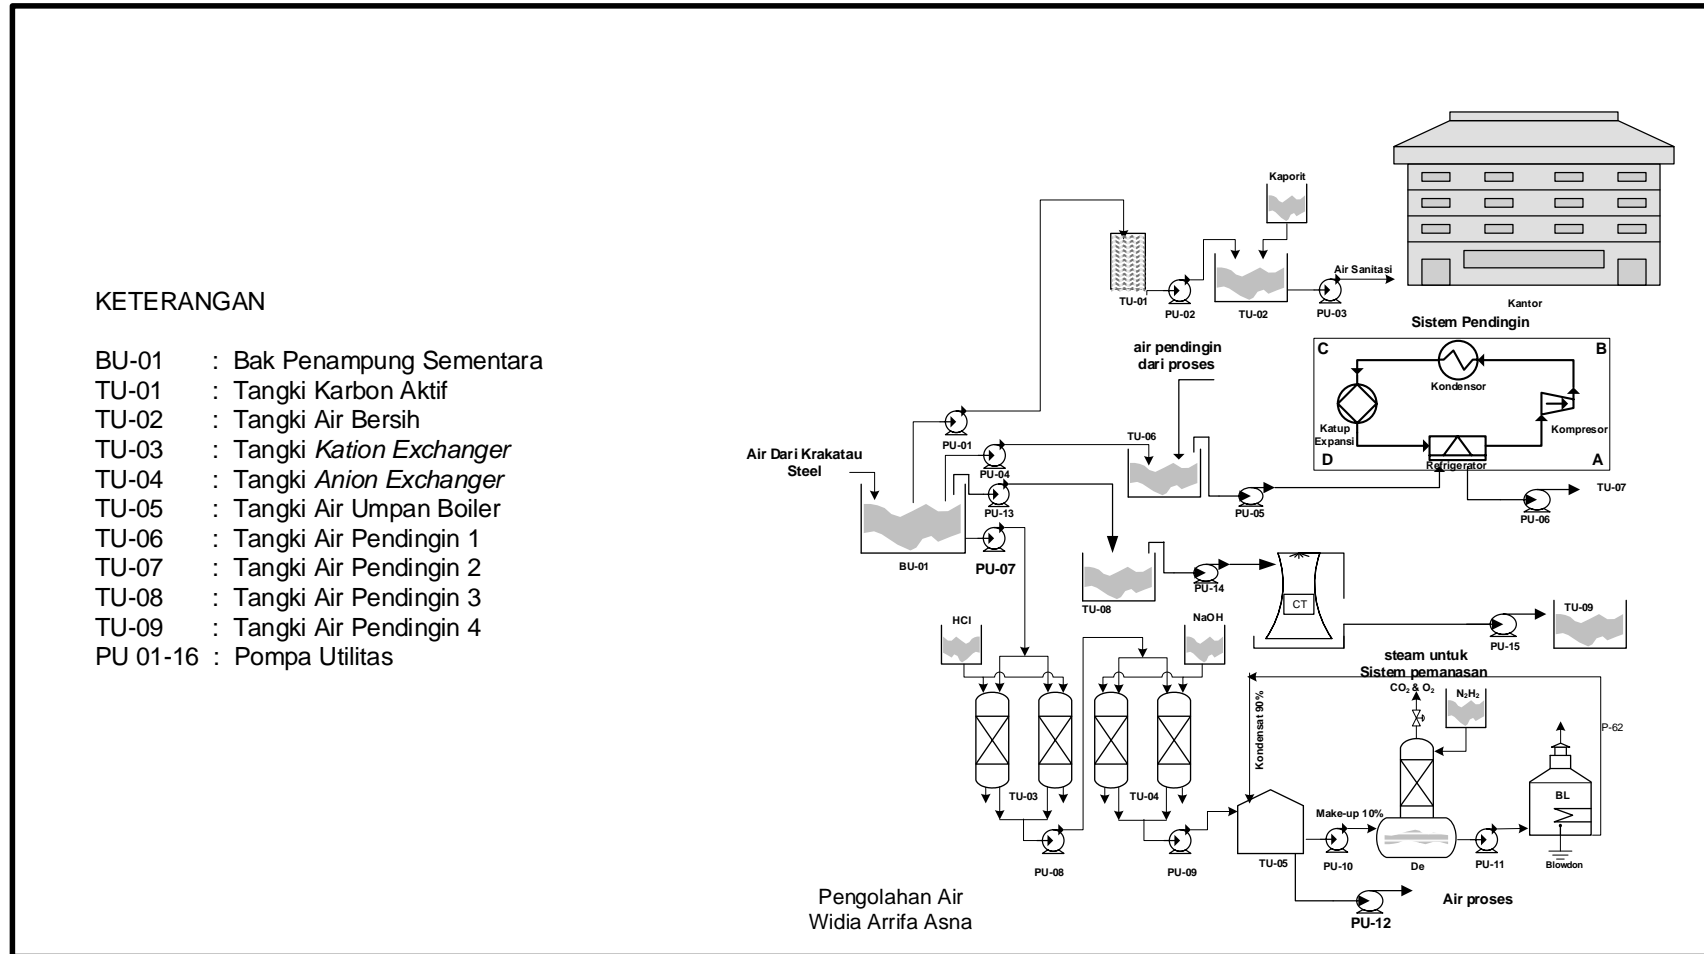 KETERANGAN
BU-01 : Bak Penampung Sementara
TU-01 : Tangki Karbon Aktif
TU-02 : Tangki Air Bersih
TU-03 : Tangki Kation Exchanger
TU-04 : Tangki Anion Exchanger
TU-05 : Tangki Air Umpan Boiler
TU-06 : Tangki Air Pendingin 1
TU-07 : Tangki Air Pendingin 2
TU-08 : Tangki Air Pendingin 3
TU-09 : Tangki Air Pendingin 4
PU 01-16 : Pompa Utilitas
Kaporit
Air Sanitasi
TU-01
PU-02
TU-02
PU-03
Kantor
Sistem Pendingin
air pendingin
dari proses
C
B
Kondensor
Katup
Expansi
Kompresor
D
Refrigerator
A
PU-01
TU-06
Air Dari Krakatau
Steel
PU-04
PU-13
PU-05
TU-07
PU-06
BU-01
PU-07
TU-08
PU-14
CT
TU-09
PU-15
HCl
NaOH
steam untuk
Sistem pemanasan
CO₂ & O₂
N₂H₂
P-62
Kondensat 90%
TU-03
TU-04
BL
Make-up 10%
PU-08
PU-09
TU-05
PU-10
De
PU-11
Blowdon
Air proses
PU-12
Pengolahan Air
Widia Arrifa Asna